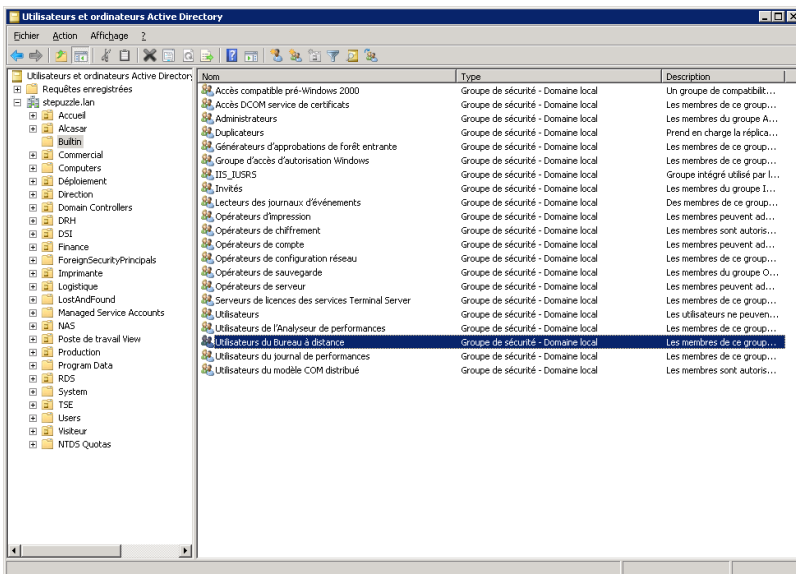 Utilisateurs et ordinateurs Active Directory
Fichier Action Affichage ?
Utilisateurs et ordinateurs Active Directory
Requêtes enregistrées
stepuzzle.lan
Accueil
Alcasar
Builtin
Commercial
Computers
Déploiement
Direction
Domain Controllers
DRH
DSI
Finance
ForeignSecurityPrincipals
Imprimante
Logistique
LostAndFound
Managed Service Accounts
NAS
Poste de travail View
Production
Program Data
RDS
System
TSE
Users
Visiteur
NTDS Quotas
Nom Type Description
Accès compatible pré-Windows 2000 Groupe de sécurité - Domaine local Un groupe de compatibilit...
Accès DCOM service de certificats Groupe de sécurité - Domaine local Les membres de ce group...
Administrateurs Groupe de sécurité - Domaine local Les membres du groupe A...
Duplicateurs Groupe de sécurité - Domaine local Prend en charge la réplica...
Générateurs d'approbations de forêt entrante Groupe de sécurité - Domaine local Les membres de ce group...
Groupe d'accès d'autorisation Windows Groupe de sécurité - Domaine local Les membres de ce group...
IIS_IUSRS Groupe de sécurité - Domaine local Groupe intégré utilisé par l...
Invités Groupe de sécurité - Domaine local Les membres du groupe I...
Lecteurs des journaux d'événements Groupe de sécurité - Domaine local Des membres de ce group...
Opérateurs d'impression Groupe de sécurité - Domaine local Les membres peuvent ad...
Opérateurs de chiffrement Groupe de sécurité - Domaine local Les membres sont autoris...
Opérateurs de compte Groupe de sécurité - Domaine local Les membres peuvent ad...
Opérateurs de configuration réseau Groupe de sécurité - Domaine local Les membres de ce group...
Opérateurs de sauvegarde Groupe de sécurité - Domaine local Les membres du groupe O...
Opérateurs de serveur Groupe de sécurité - Domaine local Les membres peuvent ad...
Serveurs de licences des services Terminal Server Groupe de sécurité - Domaine local Les membres de ce group...
Utilisateurs Groupe de sécurité - Domaine local Les utilisateurs ne peuven...
Utilisateurs de l'Analyseur de performances Groupe de sécurité - Domaine local Les membres de ce group...
Utilisateurs du Bureau à distance Groupe de sécurité - Domaine local Les membres de ce group...
Utilisateurs du journal de performances Groupe de sécurité - Domaine local Les membres de ce group...
Utilisateurs du modèle COM distribué Groupe de sécurité - Domaine local Les membres sont autoris...